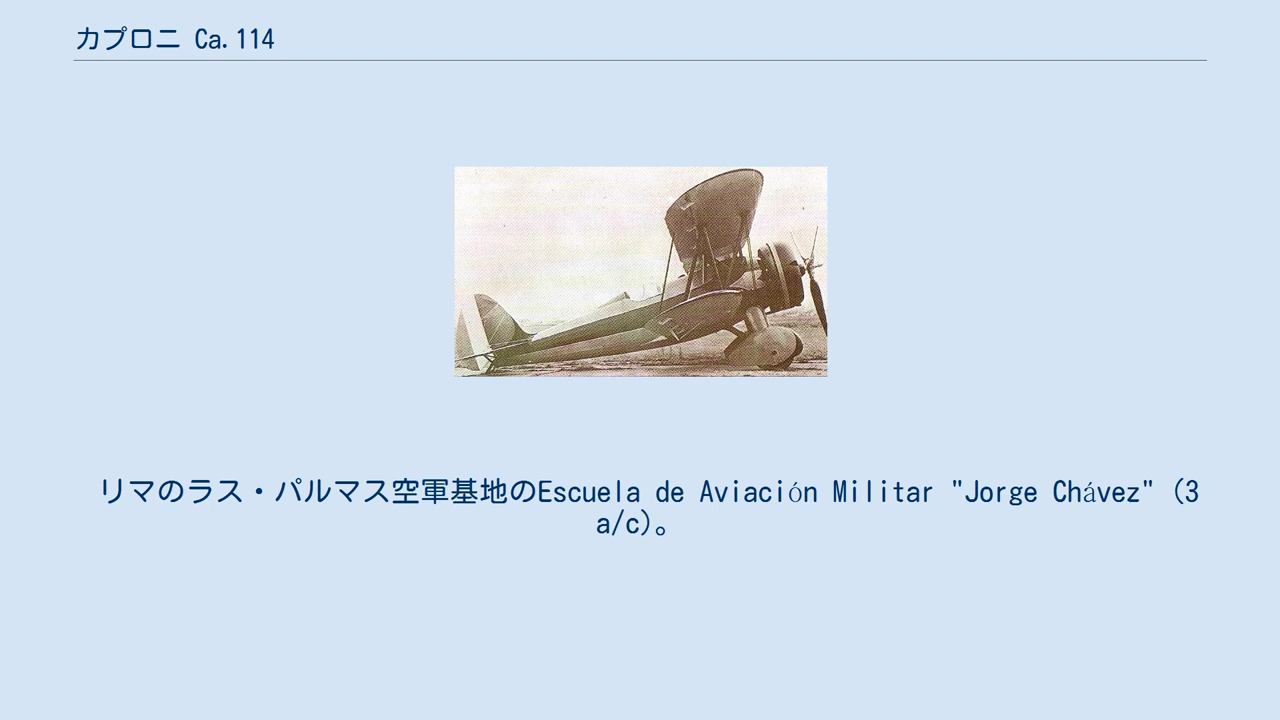 カプロニ Ca.114
リマのラス・パルマス空軍基地のEscuela de Aviación Militar "Jorge Chávez" (3
a/c)。